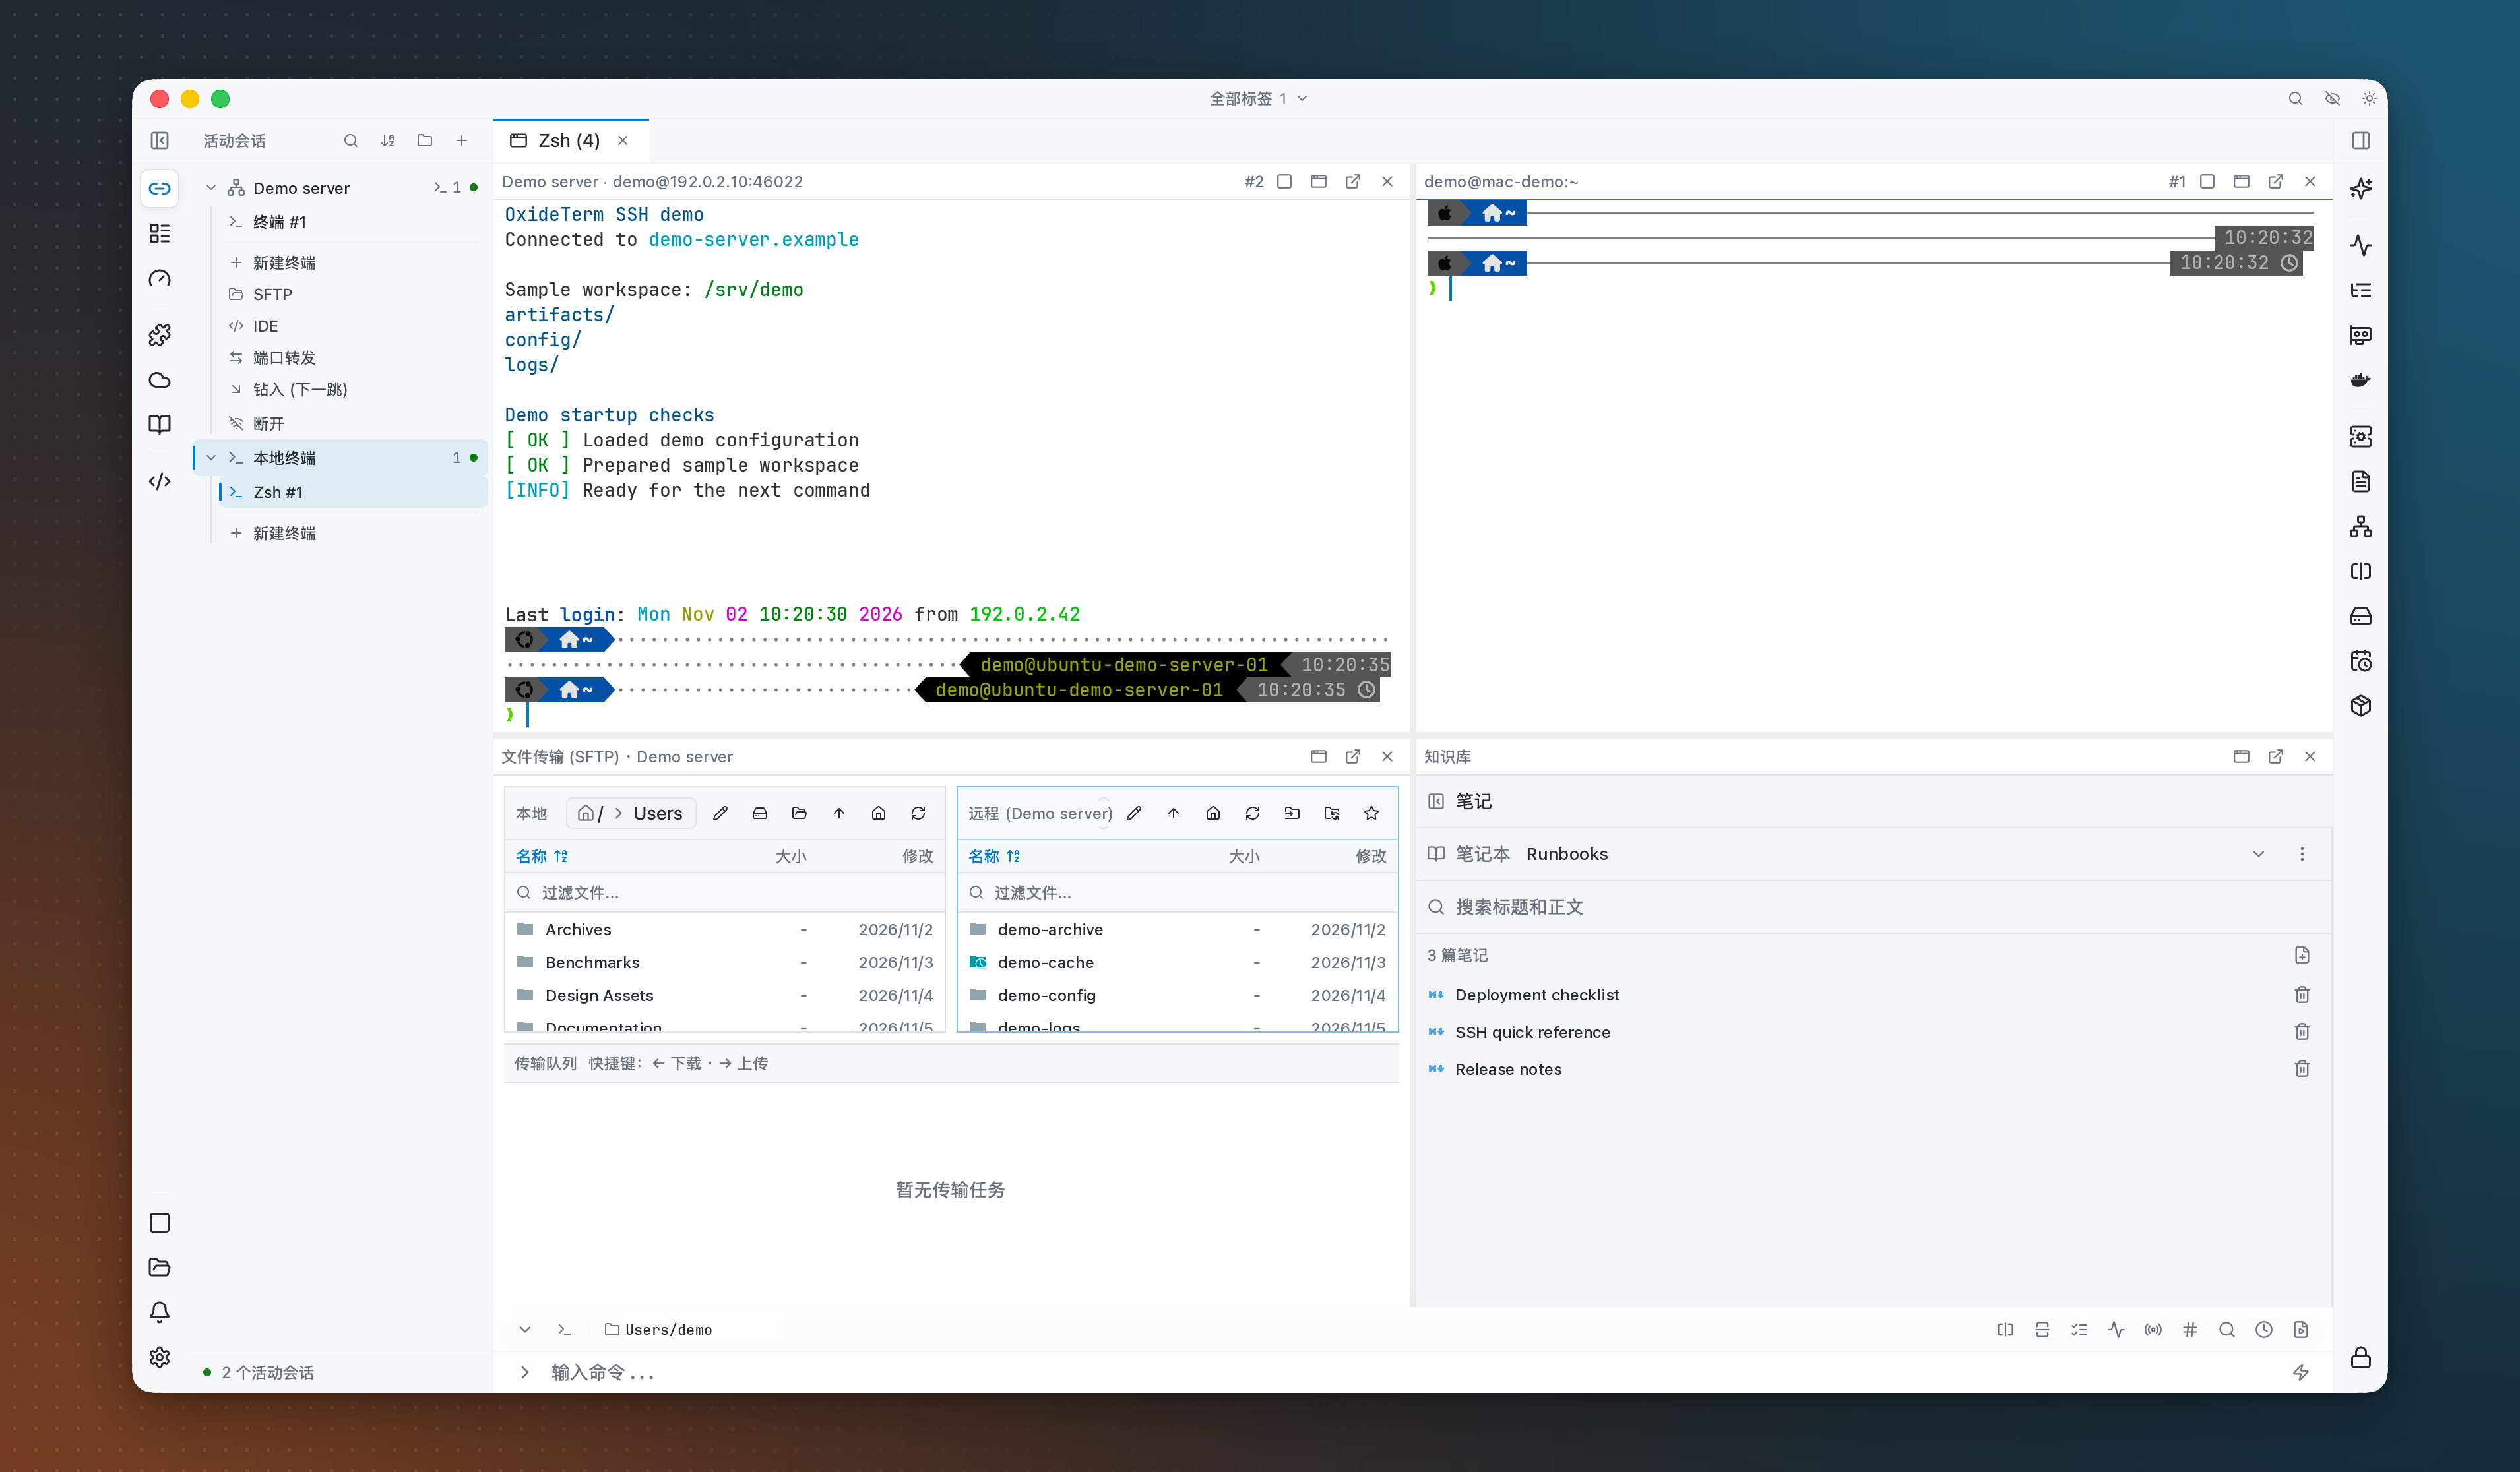 全部标签 1
活动会话
Demo server 1
终端 #1
新建终端
SFTP
IDE
端口转发
钻入 (下一跳)
断开
本地终端 1
Zsh #1
新建终端
2 个活动会话
Zsh (4)
Demo server · demo@192.0.2.10:46022 #2
OxideTerm SSH demo
Connected to demo-server.example
Sample workspace: /srv/demo
artifacts/
config/
logs/
Demo startup checks
[ OK ] Loaded demo configuration
[ OK ] Prepared sample workspace
[INFO] Ready for the next command
Last login: Mon Nov 02 10:20:30 2026 from 192.0.2.42
~
demo@ubuntu-demo-server-01 10:20:35
~ demo@ubuntu-demo-server-01 10:20:35
❯
demo@mac-demo:~ #1
~
10:20:32
~ 10:20:32
❯
文件传输 (SFTP) · Demo server
本地 / > Users
名称 大小 修改
过滤文件...
Archives - 2026/11/2
Benchmarks - 2026/11/3
Design Assets - 2026/11/4
Documentation - 2026/11/5
远程 (Demo server)
名称 大小 修改
过滤文件...
demo-archive - 2026/11/2
demo-cache - 2026/11/3
demo-config - 2026/11/4
demo-logs - 2026/11/5
传输队列 快捷键: ← 下载 · → 上传
暂无传输任务
知识库
笔记
笔记本 Runbooks
搜索标题和正文
3 篇笔记
Deployment checklist
SSH quick reference
Release notes
Users/demo
输入命令 ...